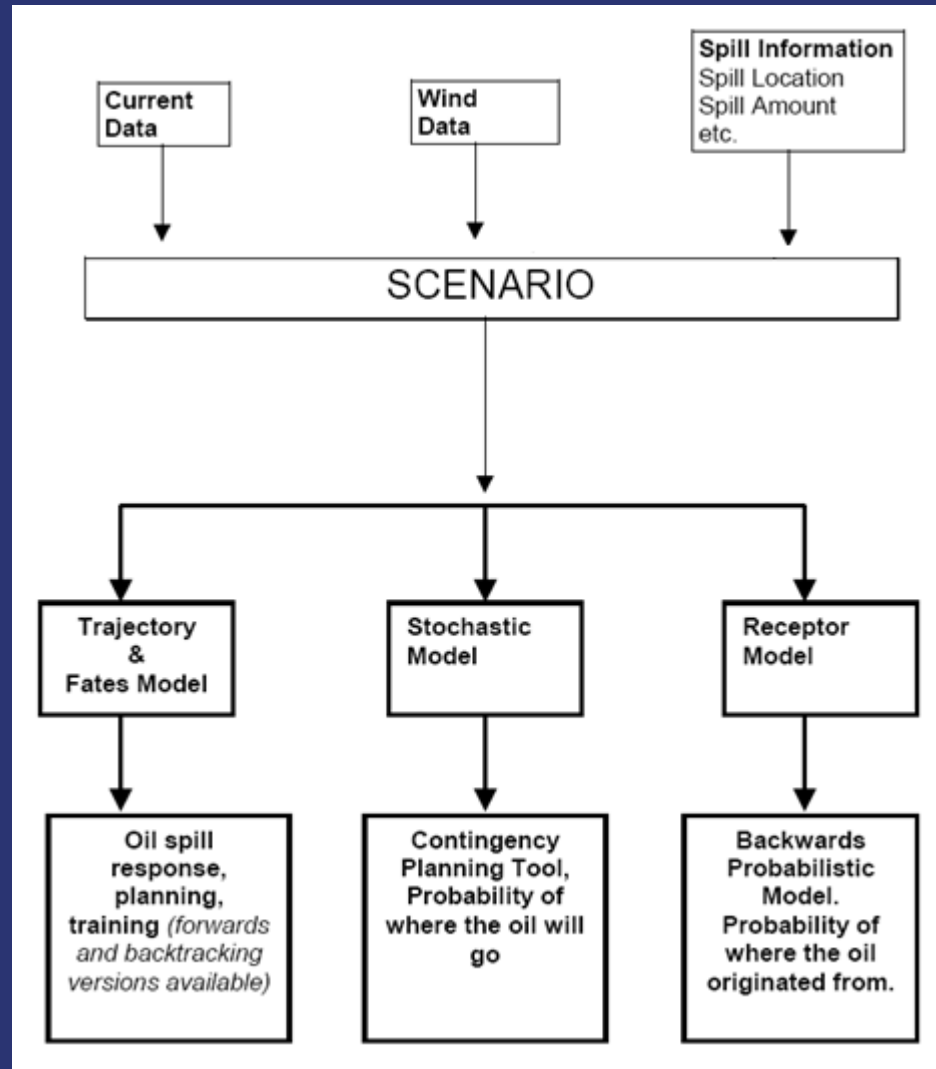 Current
Data
Wind
Data
Spill Information
Spill Location
Spill Amount
etc.
SCENARIO
Trajectory
&
Fates Model
Stochastic
Model
Receptor
Model
Oil spill
response,
planning,
training (forwards
and backtracking
versions available)
Contingency
Planning Tool,
Probability of
where the oil will
go
Backwards
Probabilistic
Model.
Probability of
where the oil
originated from.